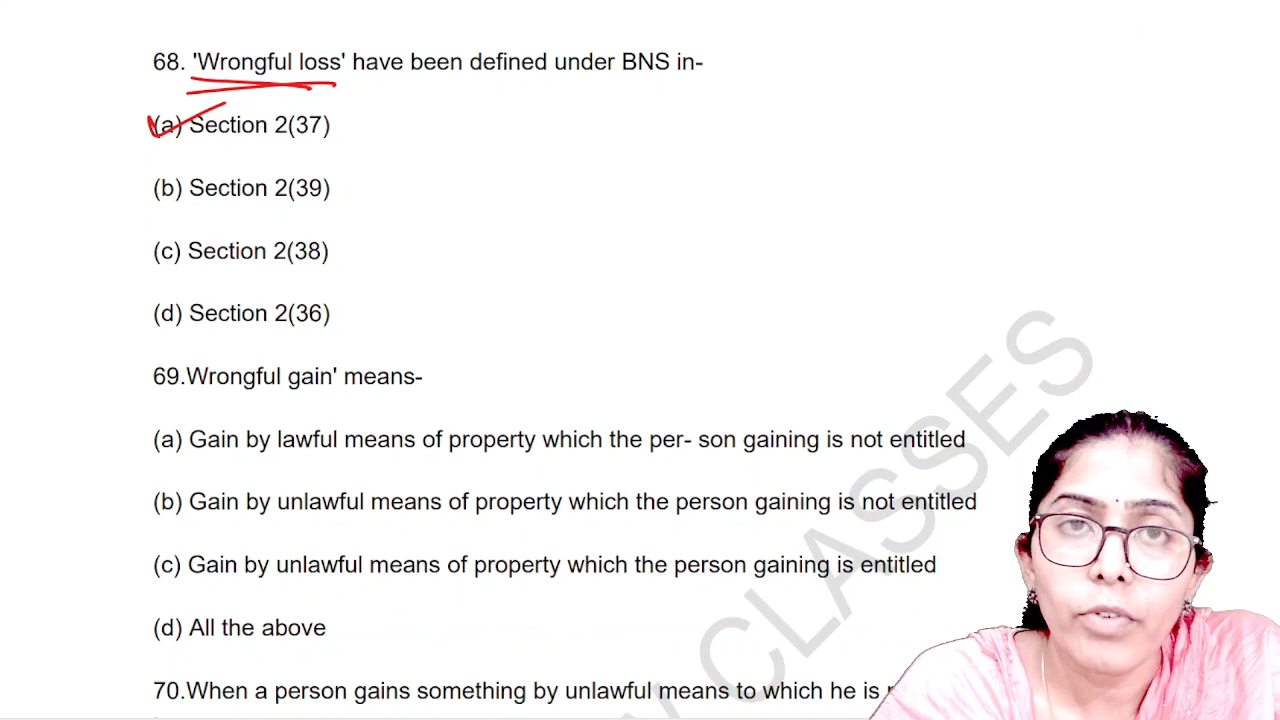 68. 'Wrongful loss' have been defined under BNS in-
(a) Section 2(37)
(b) Section 2(39)
(c) Section 2(38)
(d) Section 2(36)
69.Wrongful gain' means-
(a) Gain by lawful means of property which the per- son gaining is not entitled
(b) Gain by unlawful means of property which the person gaining is not entitled
(c) Gain by unlawful means of property which the person gaining is entitled
(d) All the above
70.When a person gains something by unlawful means to which he is
CLASSES